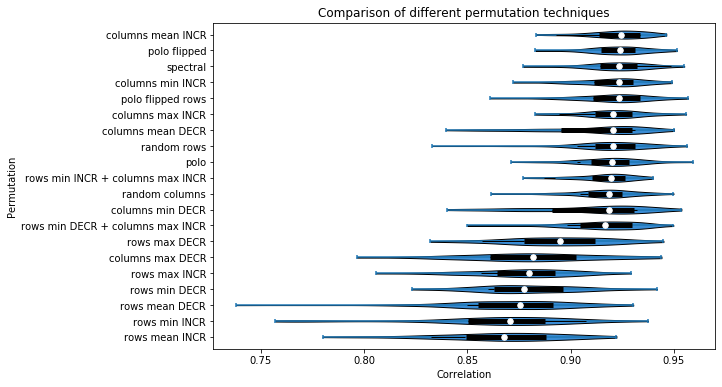 Comparison of different permutation techniques
Permutation
columns mean INCR
polo flipped
spectral
columns min INCR
polo flipped rows
columns max INCR
columns mean DECR
random rows
polo
rows min INCR + columns max INCR
random columns
columns min DECR
rows min DECR + columns max INCR
rows max DECR
columns max DECR
rows max INCR
rows min DECR
rows mean DECR
rows min INCR
rows mean INCR
0.75 0.80 0.85 0.90 0.95
Correlation